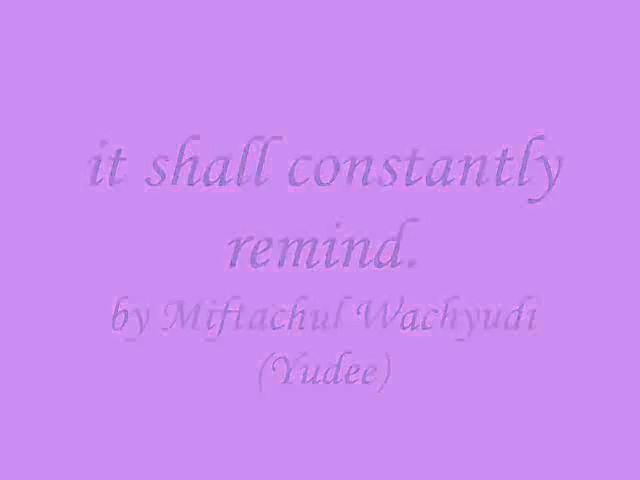 it shall constantly
remind.
by Miftachul Wachyudi
(Yudee)